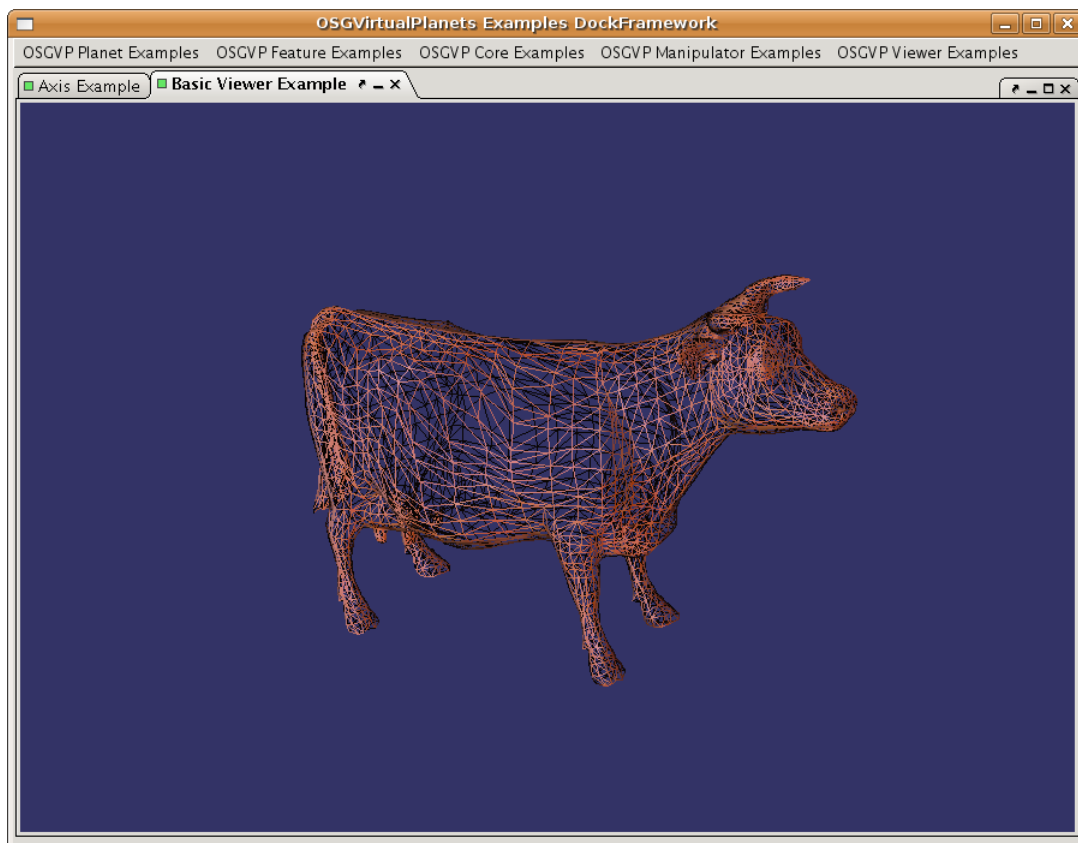 OSGVirtualPlanets Examples DockFramework
OSGVP Planet Examples OSGVP Feature Examples OSGVP Core Examples OSGVP Manipulator Examples OSGVP Viewer Examples
Axis Example Basic Viewer Example